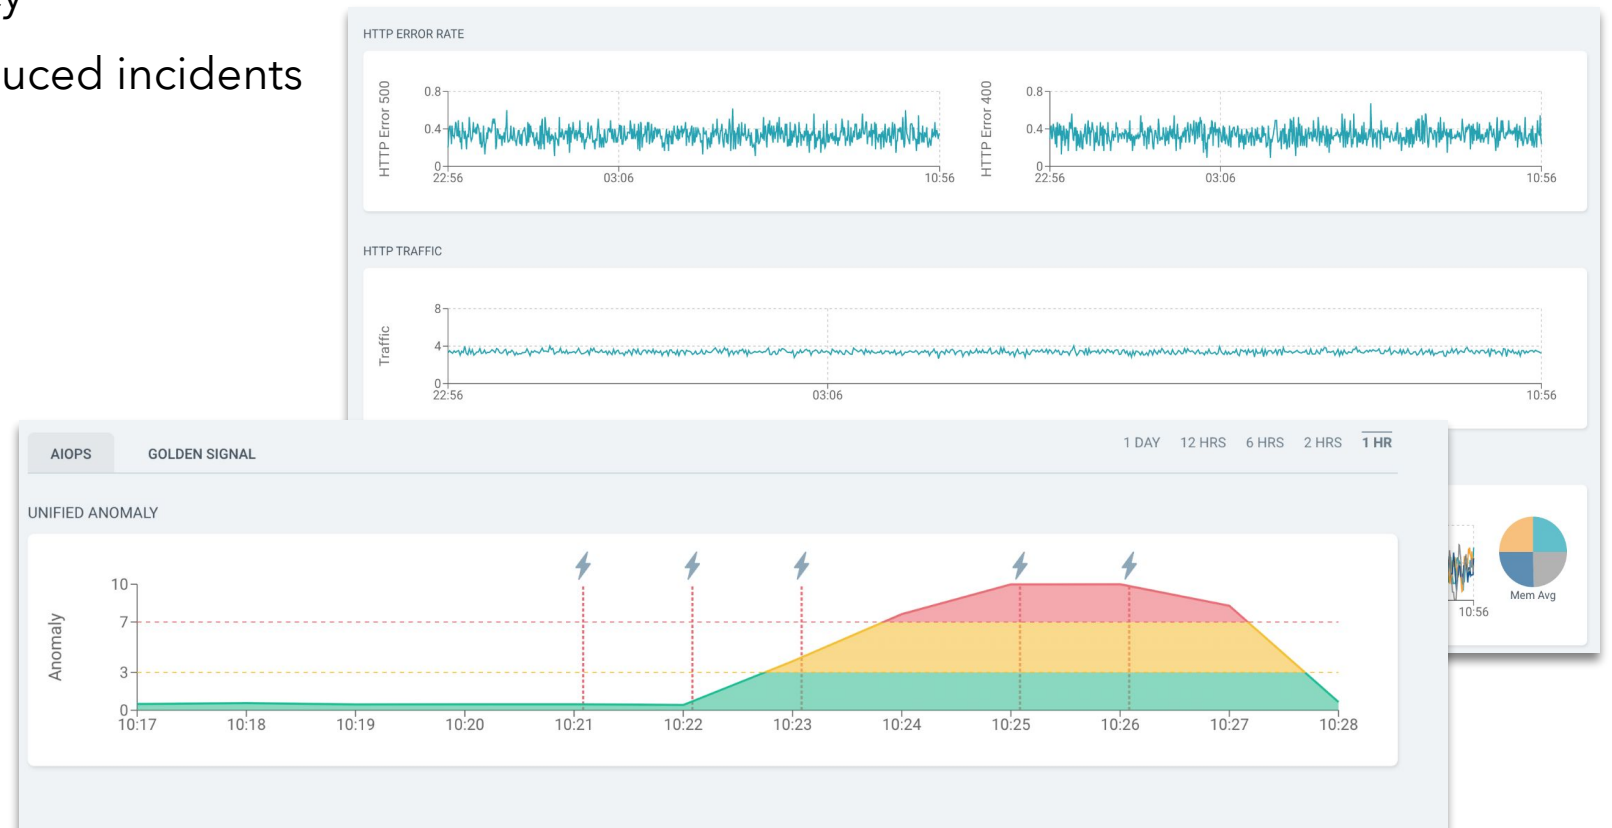 uced incidents
HTTP ERROR RATE
HTTP Error 500
0.8
0.4
0
22:56 03:06 10:56
HTTP Error 400
0.8
0.4
0
22:56 03:06 10:56
HTTP TRAFFIC
Traffic
8
4
0
22:56 03:06 10:56
AIOPS GOLDEN SIGNAL 1 DAY 12 HRS 6 HRS 2 HRS 1 HR
UNIFIED ANOMALY
Anomaly
10
7
3
0
10:17 10:18 10:19 10:20 10:21 10:22 10:23 10:24 10:25 10:26 10:27 10:28
10:56
Mem Avg